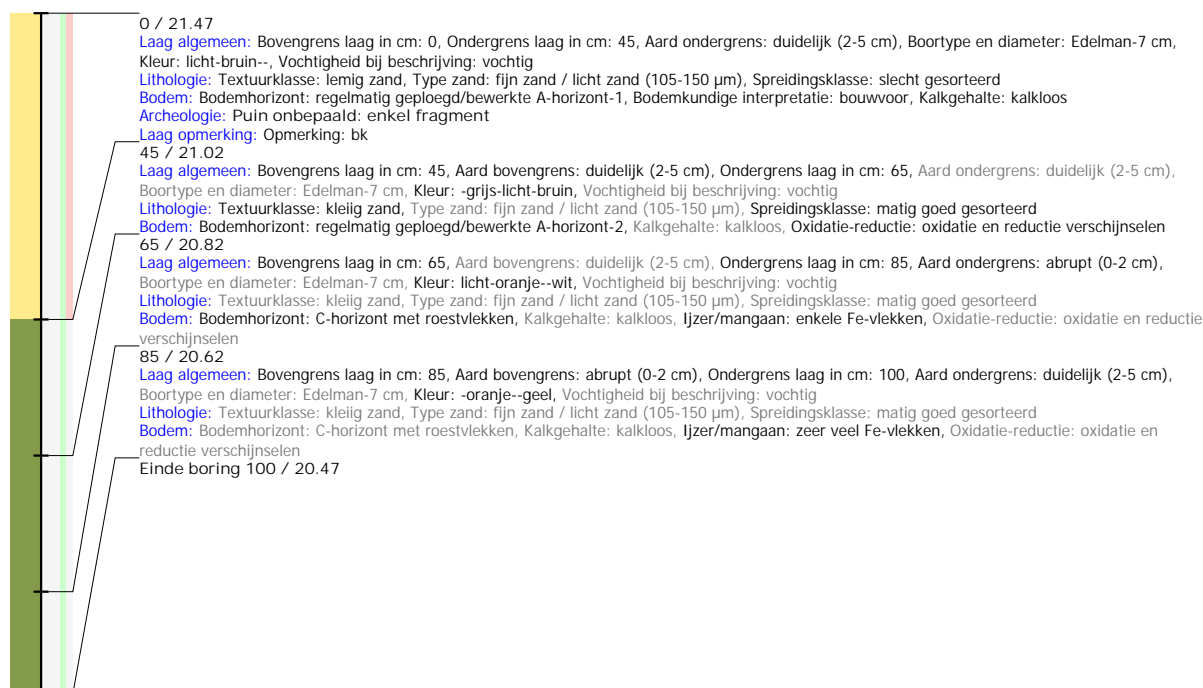 0 / 21.47
Laag algemeen: Bovengrens laag in cm: 0, Ondergrens laag in cm: 45, Aard ondergrens: duidelijk (2-5 cm), Boortype en diameter: Edelman-7 cm,
Kleur: licht-bruin--, Vochtigheid bij beschrijving: vochtig
Lithologie: Textuurklasse: lemig zand, Type zand: fijn zand / licht zand (105-150 µm), Spreidingsklasse: slecht gesorteerd
Bodem: Bodemhorizont: regelmatig geploegd/bewerkte A-horizont-1, Bodemkundige interpretatie: bouwvoor, Kalkgehalte: kalkloos
Archeologie: Puin onbepaald: enkel fragment
Laag opmerking: Opmerking: bk
45 / 21.02
Laag algemeen: Bovengrens laag in cm: 45, Aard bovengrens: duidelijk (2-5 cm), Ondergrens laag in cm: 65, Aard ondergrens: duidelijk (2-5 cm),
Boortype en diameter: Edelman-7 cm, Kleur: -grijs-licht-bruin, Vochtigheid bij beschrijving: vochtig
Lithologie: Textuurklasse: kleiig zand, Type zand: fijn zand / licht zand (105-150 µm), Spreidingsklasse: matig goed gesorteerd
Bodem: Bodemhorizont: regelmatig geploegd/bewerkte A-horizont-2, Kalkgehalte: kalkloos, Oxidatie-reductie: oxidatie en reductie verschijnselen
65 / 20.82
Laag algemeen: Bovengrens laag in cm: 65, Aard bovengrens: duidelijk (2-5 cm), Ondergrens laag in cm: 85, Aard ondergrens: abrupt (0-2 cm),
Boortype en diameter: Edelman-7 cm, Kleur: licht-oranje--wit, Vochtigheid bij beschrijving: vochtig
Lithologie: Textuurklasse: kleiig zand, Type zand: fijn zand / licht zand (105-150 µm), Spreidingsklasse: matig goed gesorteerd
Bodem: Bodemhorizont: C-horizont met roestvlekken, Kalkgehalte: kalkloos, Ijzer/mangaan: enkele Fe-vlekken, Oxidatie-reductie: oxidatie en reductie
verschijnselen
85 / 20.62
Laag algemeen: Bovengrens laag in cm: 85, Aard bovengrens: abrupt (0-2 cm), Ondergrens laag in cm: 100, Aard ondergrens: duidelijk (2-5 cm),
Boortype en diameter: Edelman-7 cm, Kleur: -oranje--geel, Vochtigheid bij beschrijving: vochtig
Lithologie: Textuurklasse: kleiig zand, Type zand: fijn zand / licht zand (105-150 µm), Spreidingsklasse: matig goed gesorteerd
Bodem: Bodemhorizont: C-horizont met roestvlekken, Kalkgehalte: kalkloos, Ijzer/mangaan: zeer veel Fe-vlekken, Oxidatie-reductie: oxidatie en
reductie verschijnselen
Einde boring 100 / 20.47